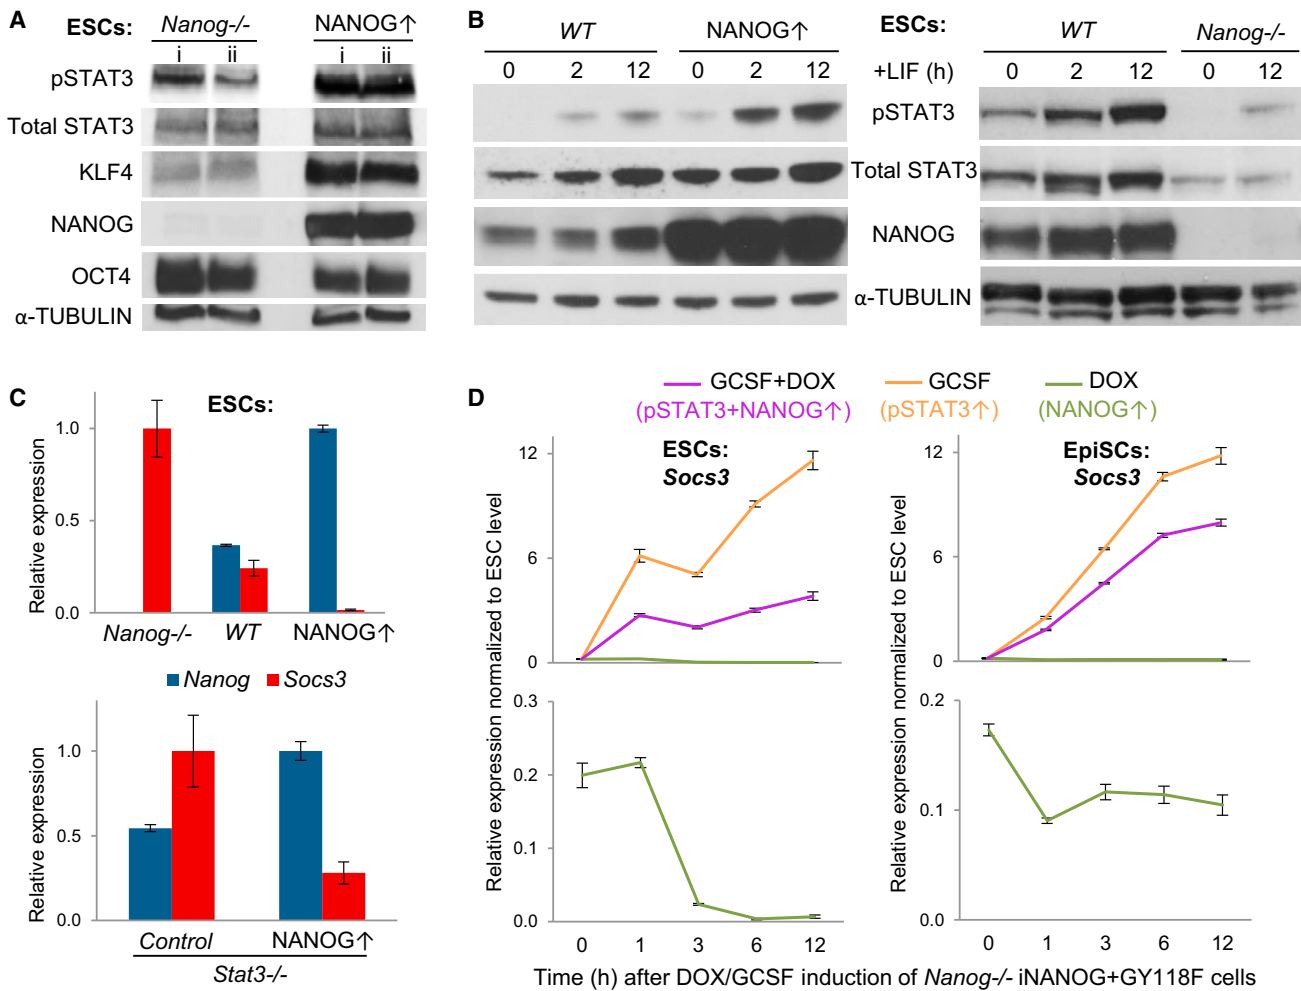 A
ESCs:
Nanog-/-
NANOG↑
i
ii
i
ii
pSTAT3
Total STAT3
KLF4
NANOG
OCT4
α-TUBULIN
B
WT
NANOG↑
ESCs:
WT
Nanog-/-
0
2
12
0
2
12
+LIF (h)
0
2
12
0
12
pSTAT3
Total STAT3
NANOG
α-TUBULIN
C
ESCs:
Relative expression
1.0
0.5
0.0
Nanog-/-
WT
NANOG↑
Nanog
Socs3
Relative expression
1.0
0.5
0.0
Control
NANOG↑
Stat3-/-
D
GCSF+DOX
(pSTAT3+NANOG↑)
GCSF
(pSTAT3↑)
DOX
(NANOG↑)
Relative expression normalized to ESC level
ESCs:
Socs3
12
6
0
0.3
0.2
0.1
0.0
0
1
3
6
12
Relative expression normalized to ESC level
EpiSCs:
Socs3
12
6
0
0.2
0.1
0.0
0
1
3
6
12
Time (h) after DOX/GCSF induction of Nanog-/- iNANOG+GY118F cells